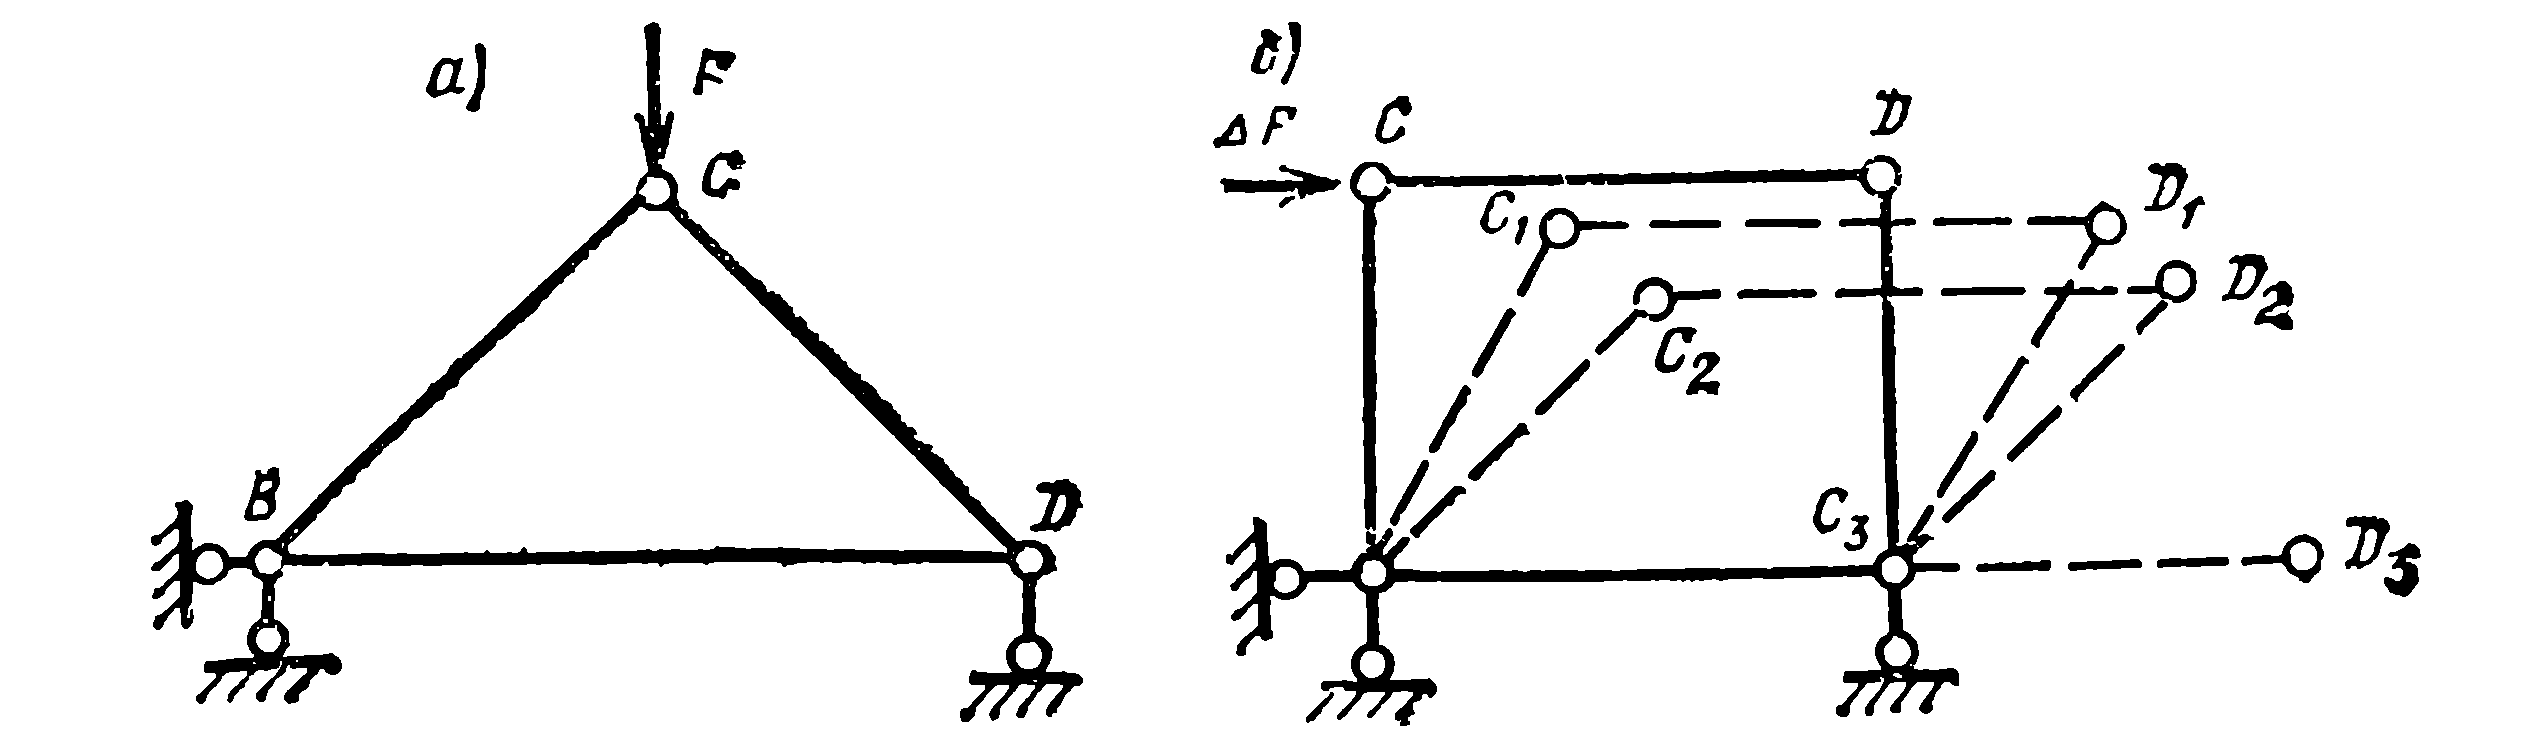 а)
F
C
B
D
б)
ΔF
C
D
C₁
D₁
C₂
D₂
C₃
D₃